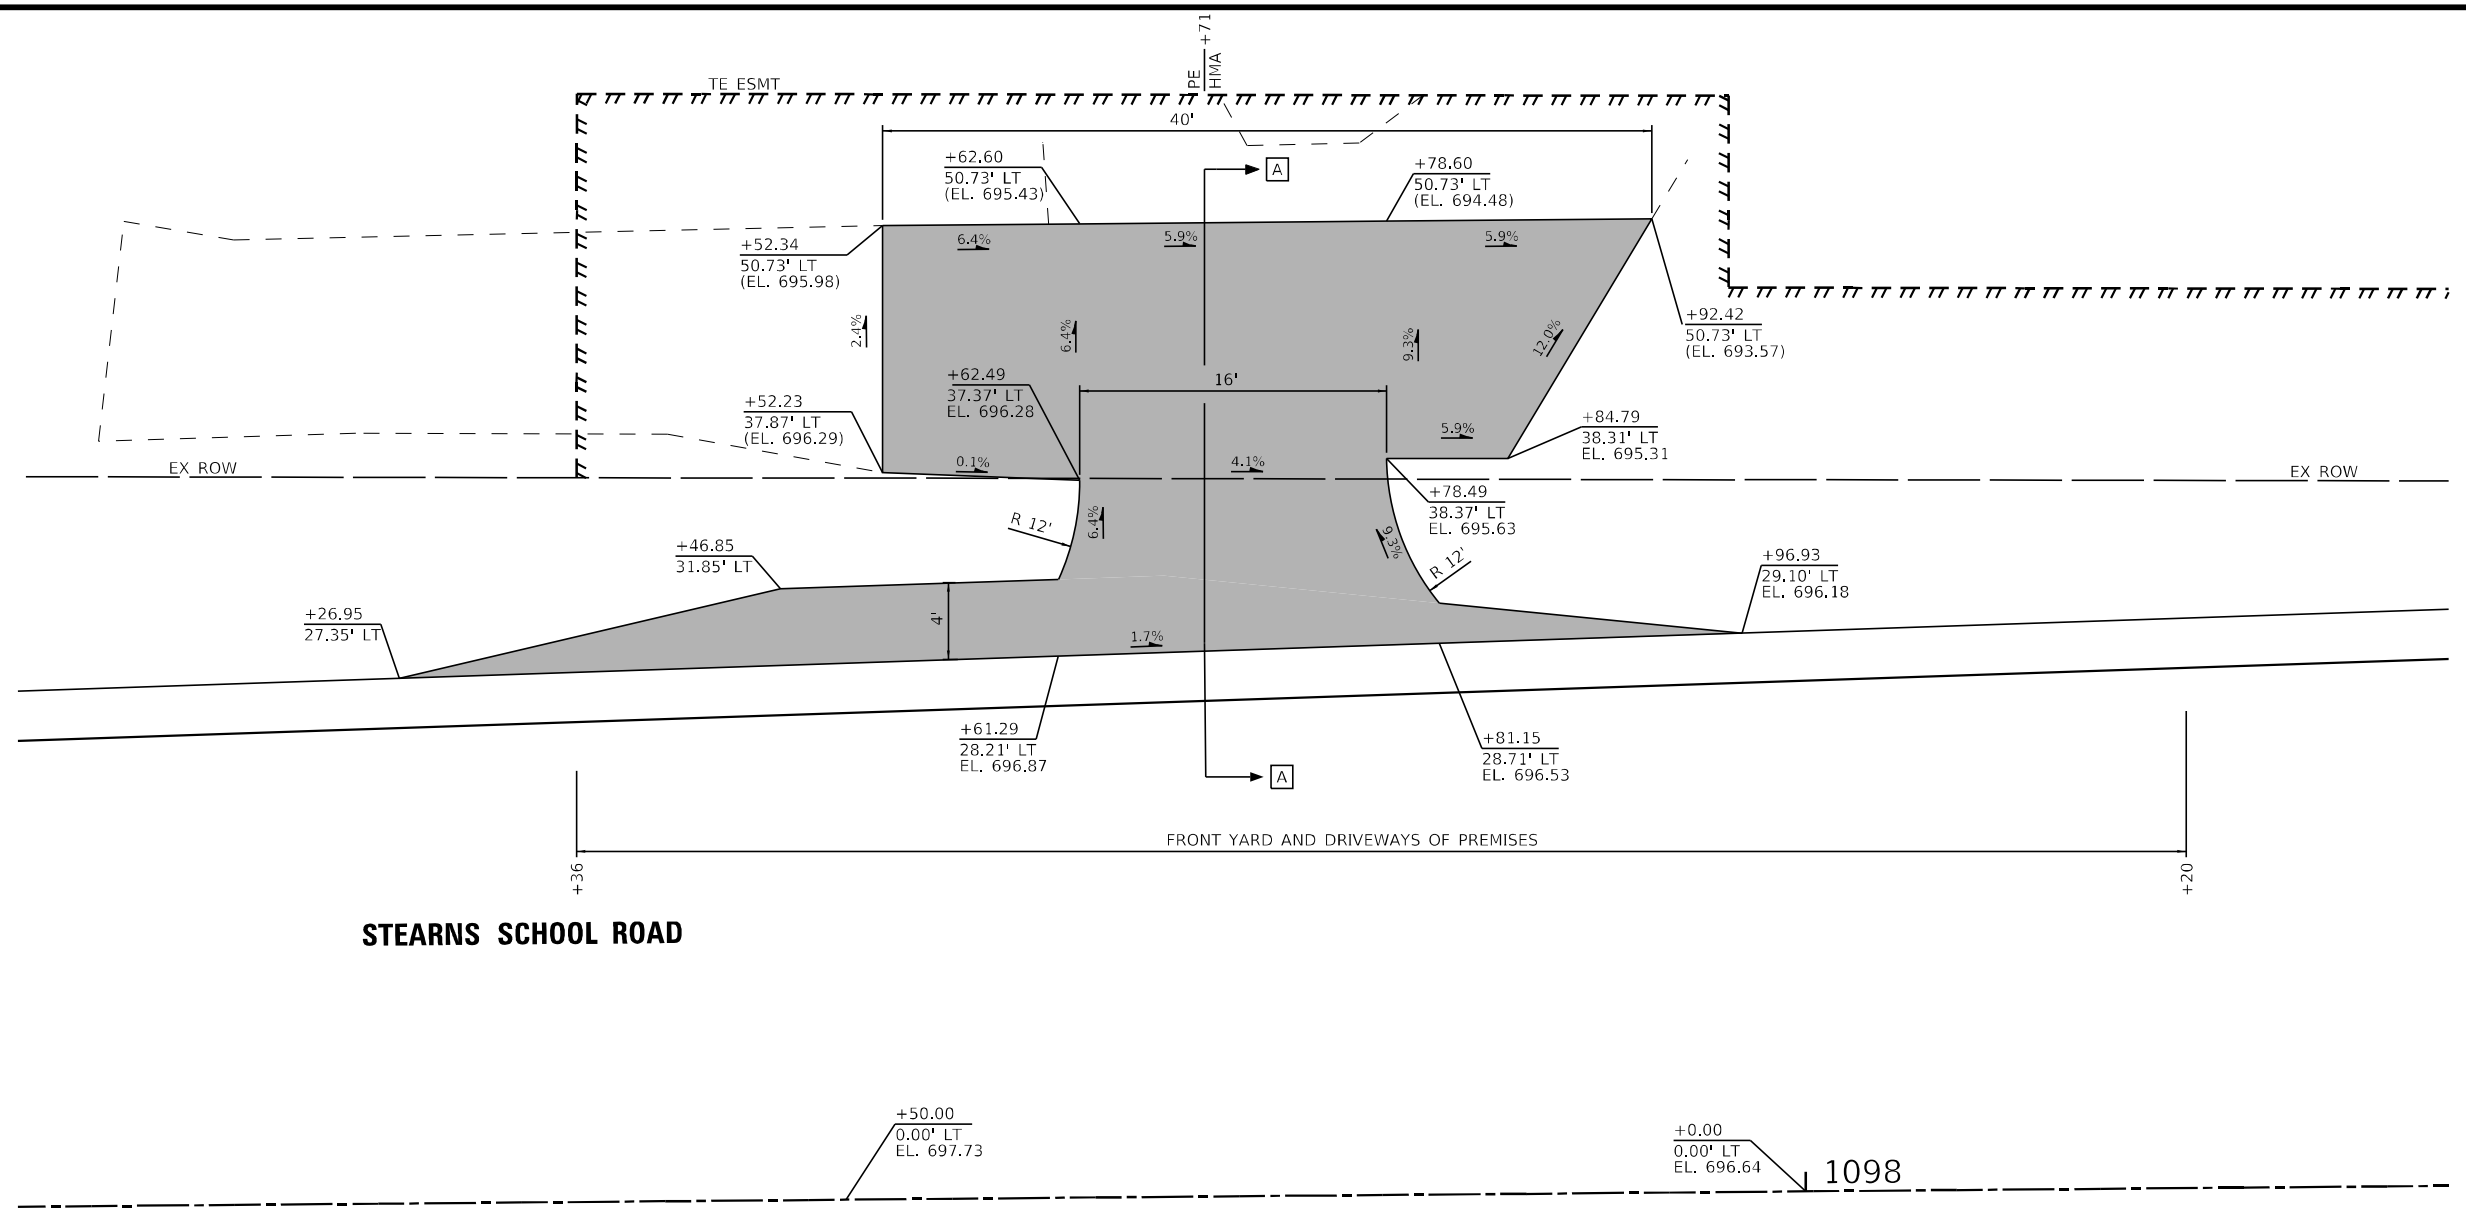 +71
PE
HMA
TE ESMT
40'
+62.60
50.73' LT
(EL. 695.43)
A
+78.60
50.73' LT
(EL. 694.48)
+52.34
50.73' LT
(EL. 695.98)
6.4%
5.9%
5.9%
2.4%
6.4%
9.3%
12.0%
+92.42
50.73' LT
(EL. 693.57)
+62.49
37.37' LT
EL. 696.28
16'
+52.23
37.87' LT
(EL. 696.29)
+84.79
38.31' LT
EL. 695.31
5.9%
EX ROW
0.1%
4.1%
EX ROW
+78.49
38.37' LT
EL. 695.63
R 12'
6.4%
9.3%
R 12'
+46.85
31.85' LT
+96.93
29.10' LT
EL. 696.18
+26.95
27.35' LT
4'
1.7%
+61.29
28.21' LT
EL. 696.87
+81.15
28.71' LT
EL. 696.53
A
FRONT YARD AND DRIVEWAYS OF PREMISES
+36
+20
STEARNS SCHOOL ROAD
+50.00
0.00' LT
EL. 697.73
+0.00
0.00' LT
EL. 696.64
1098